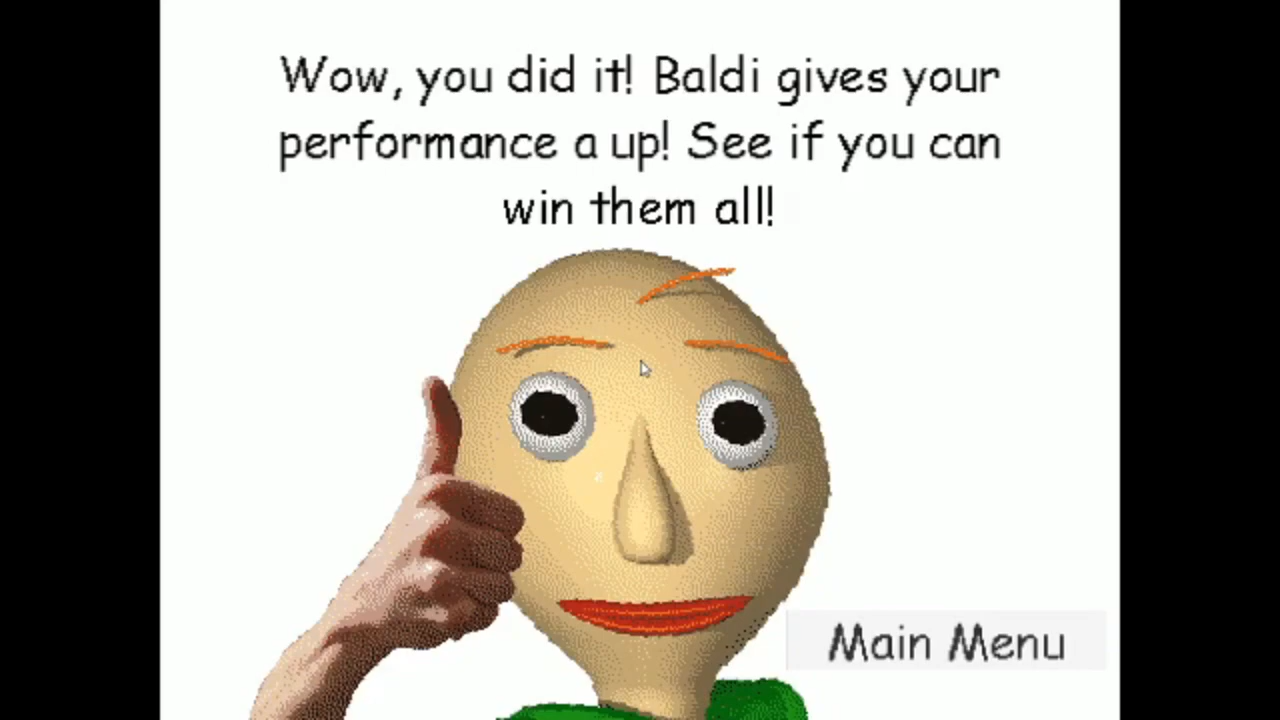 Wow, you did it! Baldi gives your
performance a up! See if you can
win them all!
Main Menu